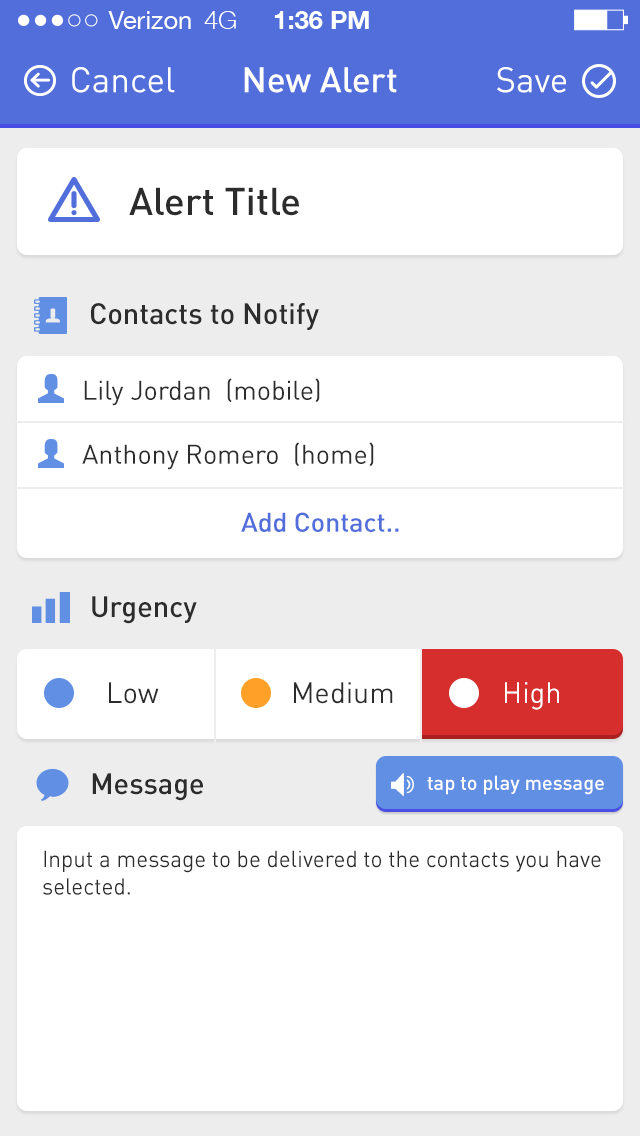 Verizon 4G 1:36 PM
Cancel New Alert Save
Alert Title
Contacts to Notify
Lily Jordan (mobile)
Anthony Romero (home)
Add Contact..
Urgency
Low Medium High
Message tap to play message
Input a message to be delivered to the contacts you have
selected.